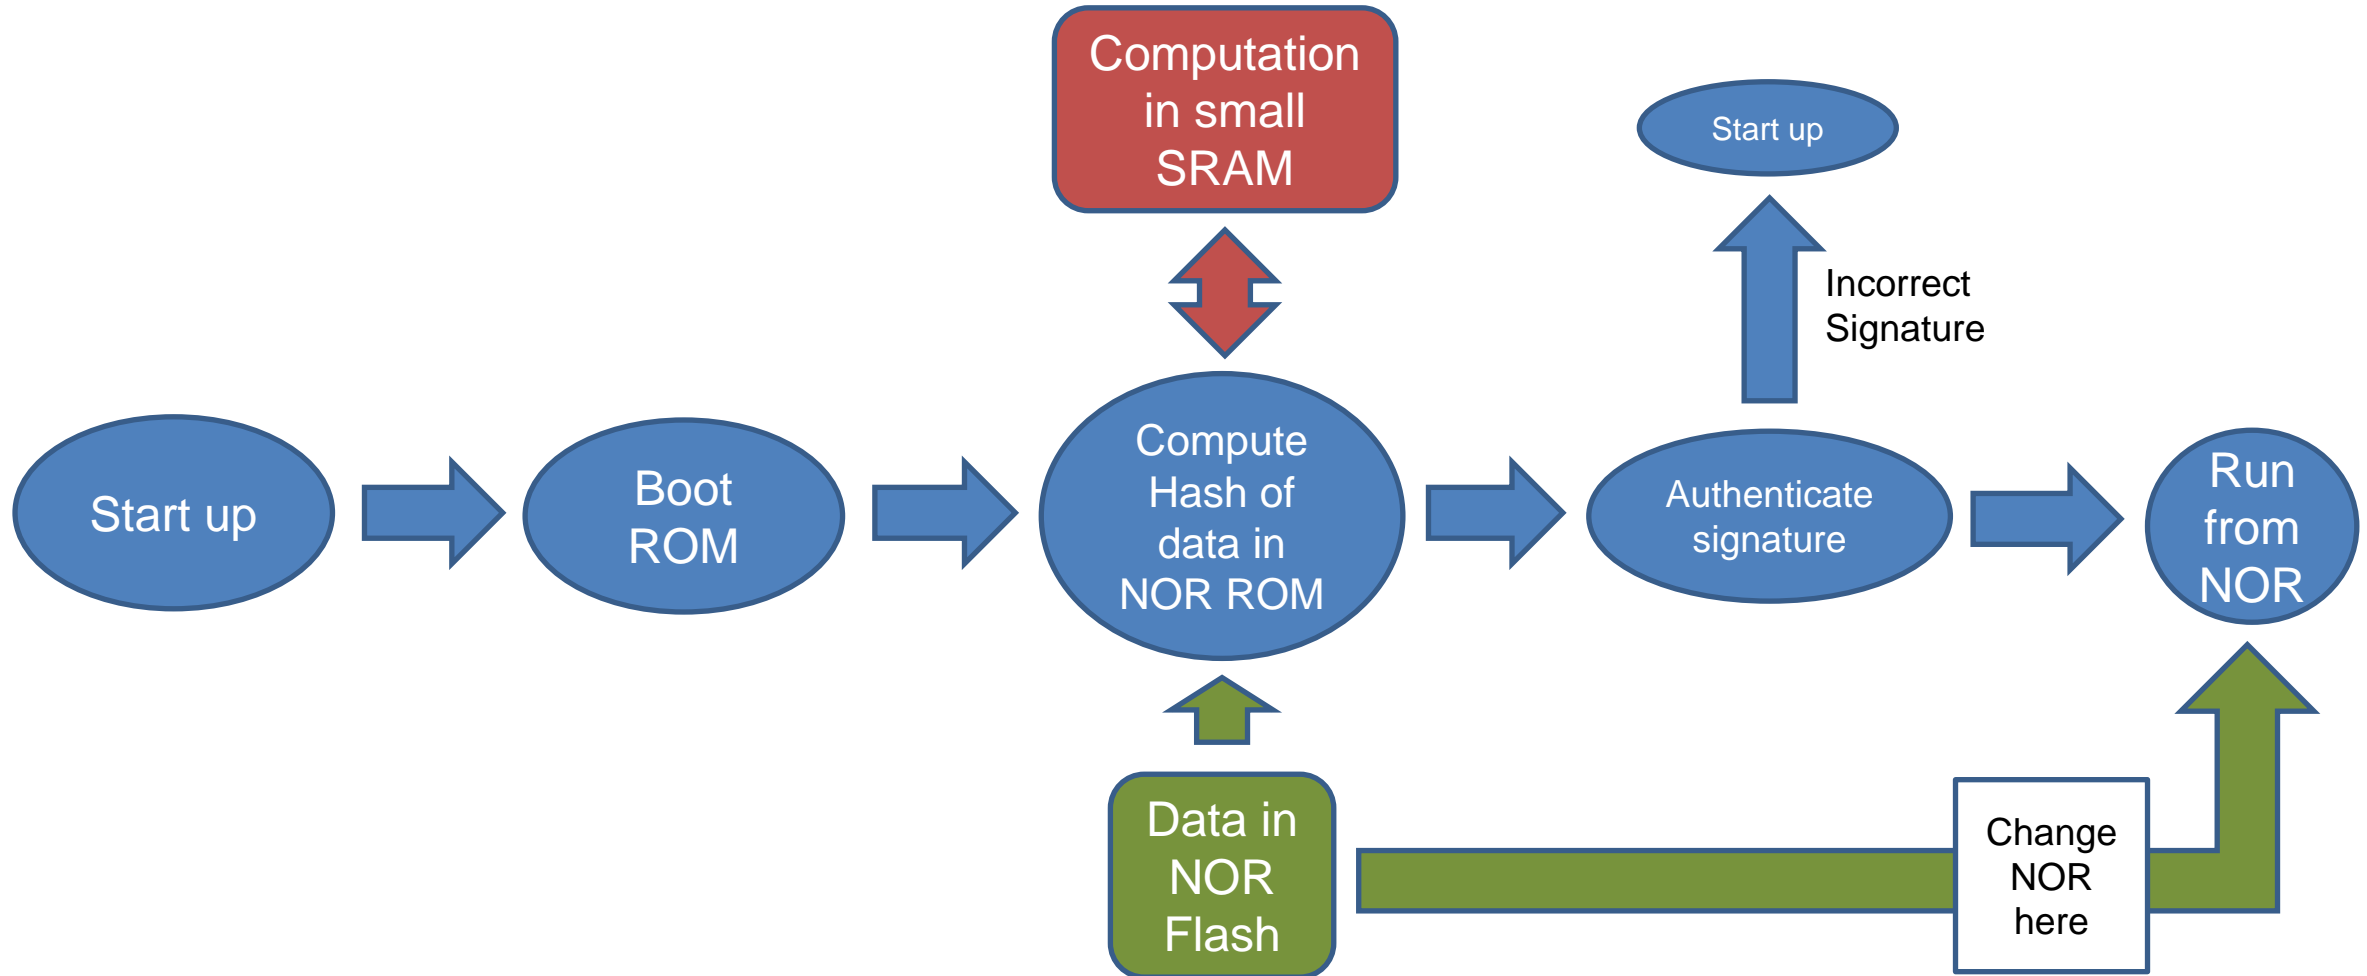 Computation
in small
SRAM
Start up
Incorrect
Signature
Start up
Boot
ROM
Compute
Hash of
data in
NOR ROM
Authenticate
signature
Run
from
NOR
Data in
NOR
Flash
Change
NOR
here